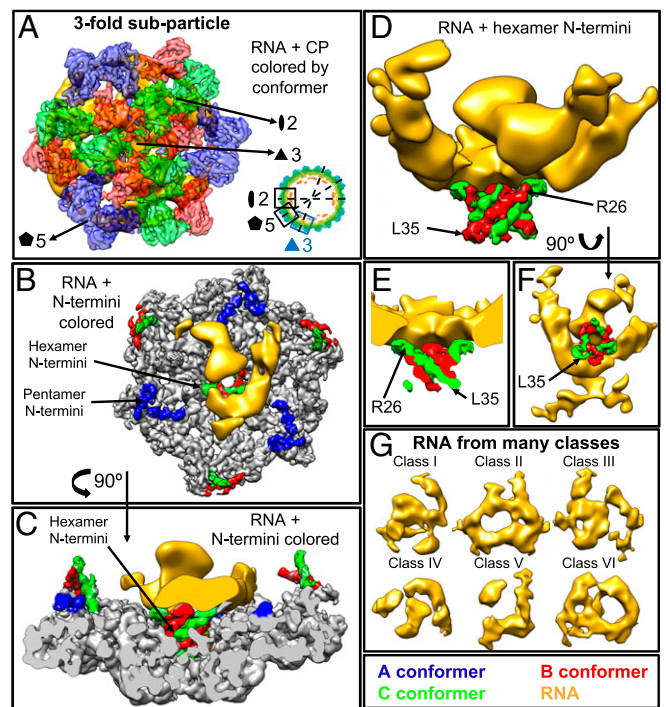 A
3-fold sub-particle
RNA + CP
colored by
conformer
2
3
5
2
5
3
B
RNA +
N-termini
colored
Hexamer
N-termini
Pentamer
N-termini
90º
C
Hexamer
N-termini
RNA +
N-termini colored
D
RNA + hexamer N-termini
R26
L35
90º
E
R26
L35
F
L35
G
RNA from many classes
Class I
Class II
Class III
Class IV
Class V
Class VI
A conformer
B conformer
C conformer
RNA